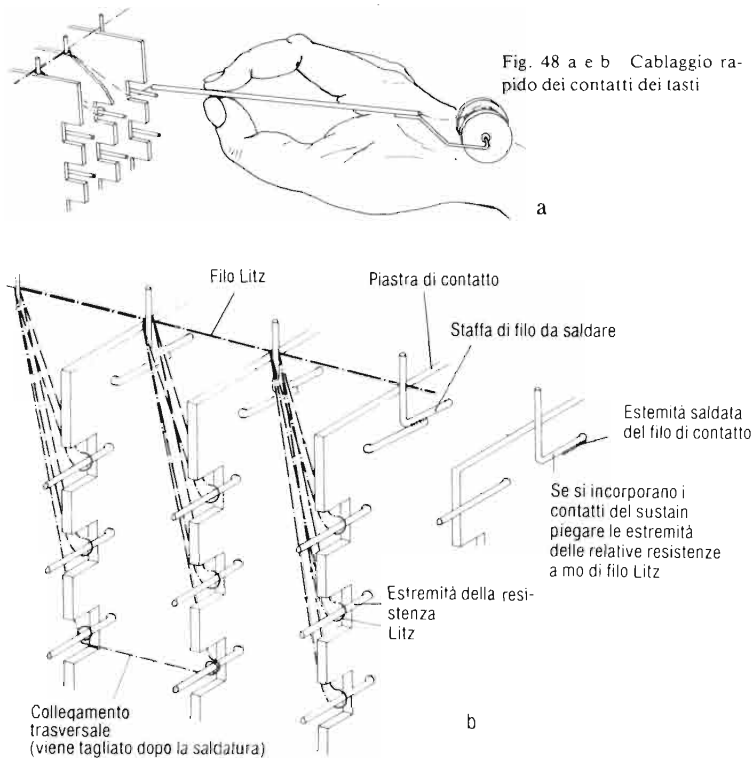 Fig. 48 a e b Cablaggio ra-
pido dei contatti dei tasti
a
Filo Litz
Piastra di contatto
Staffa di filo da saldare
Estemità saldata
del filo di contatto
Se si incorporano i
contatti del sustain
piegare le estremità
delle relative resistenze
a mo di filo Litz
Estremità della resi-
stenza
Litz
Collegamento
trasversale
(viene tagliato dopo la saldatura)
b